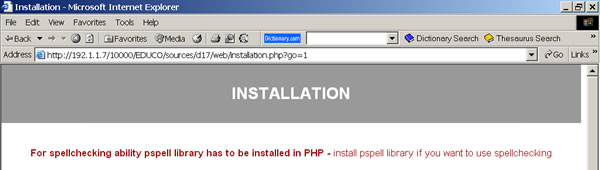 Installation - Microsoft Internet Explorer
File Edit View Favorites Tools Help
Back Favorites Media Dictionary.com Dictionary Search Thesaurus Search
Address http://192.1.1.7/10000/EDUCO/sources/d17/web/installation.php?go=1 Go Links »
INSTALLATION
For spellchecking ability pspell library has to be installed in PHP - install pspell library if you want to use spellchecking